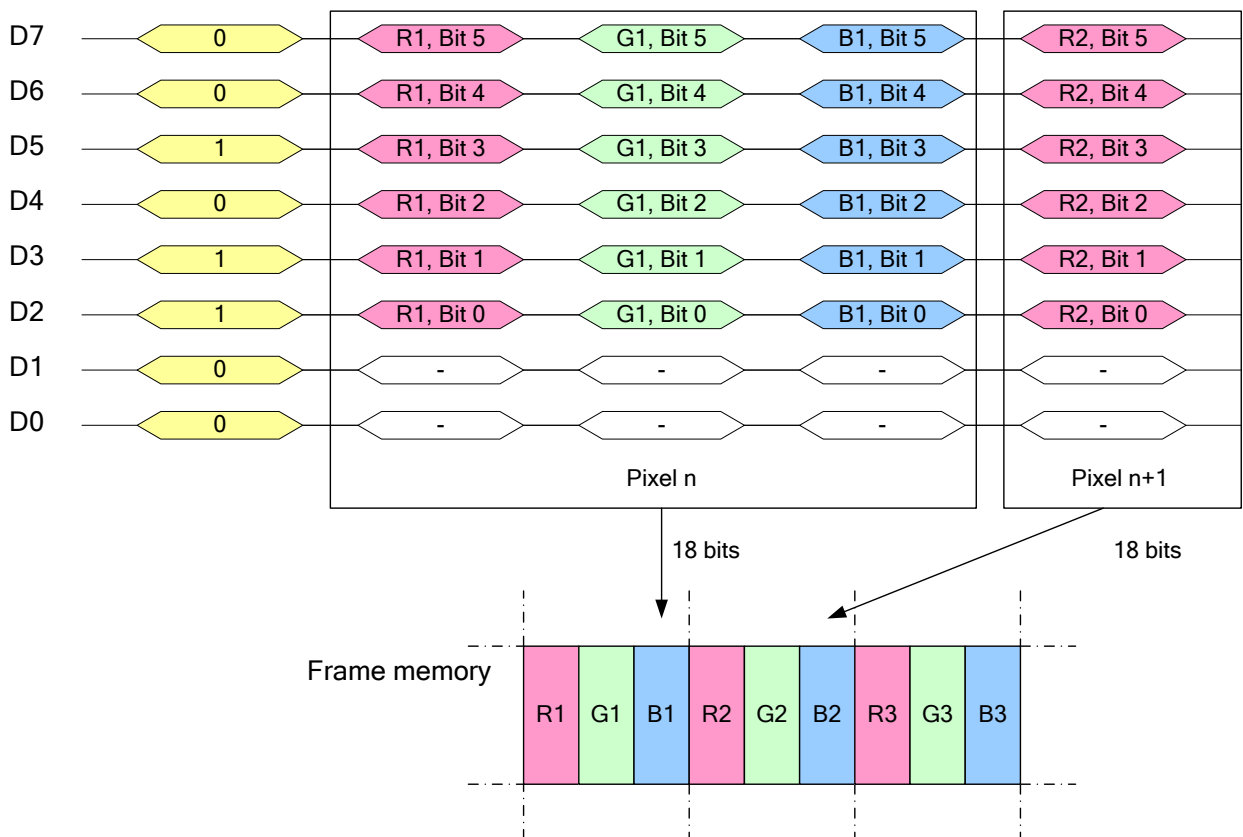 D7 0 R1, Bit 5 G1, Bit 5 B1, Bit 5 R2, Bit 5
D6 0 R1, Bit 4 G1, Bit 4 B1, Bit 4 R2, Bit 4
D5 1 R1, Bit 3 G1, Bit 3 B1, Bit 3 R2, Bit 3
D4 0 R1, Bit 2 G1, Bit 2 B1, Bit 2 R2, Bit 2
D3 1 R1, Bit 1 G1, Bit 1 B1, Bit 1 R2, Bit 1
D2 1 R1, Bit 0 G1, Bit 0 B1, Bit 0 R2, Bit 0
D1 0 - - - -
D0 0 - - - -
Pixel n Pixel n+1
18 bits 18 bits
Frame memory
R1 G1 B1 R2 G2 B2 R3 G3 B3